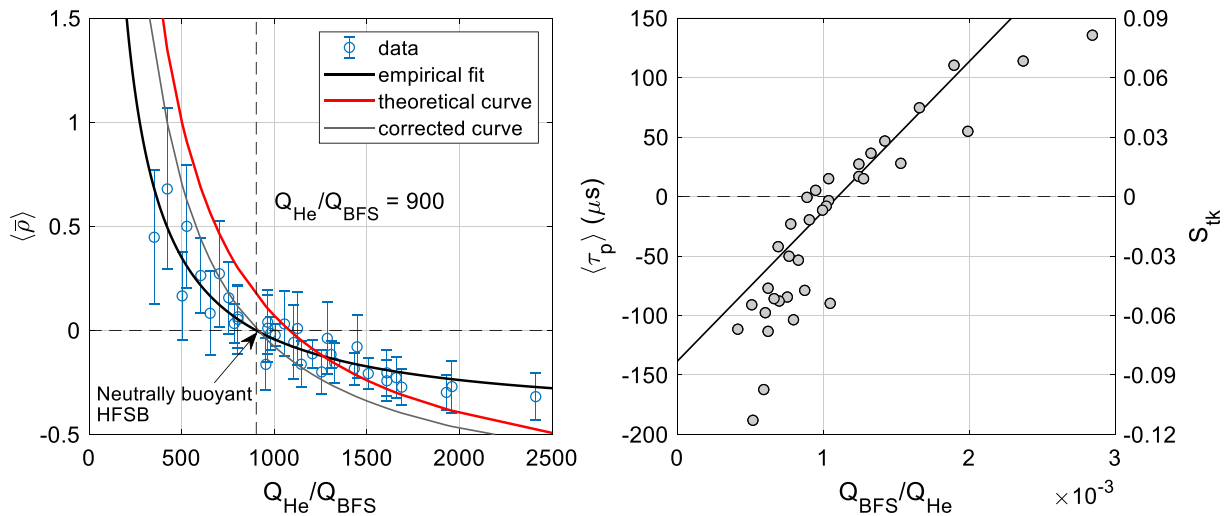 1.5
1
0.5
0
-0.5
⟨ρ̄⟩
data
empirical fit
theoretical curve
corrected curve
Q_He/Q_BFS = 900
Neutrally buoyant
HFSB
0
500
1000
1500
2000
2500
Q_He/Q_BFS
150
100
50
0
-50
-100
-150
-200
⟨τ_p⟩ (μs)
0.09
0.06
0.03
0
-0.03
-0.06
-0.09
-0.12
S_tk
0
1
2
3
×10⁻³
Q_BFS/Q_He